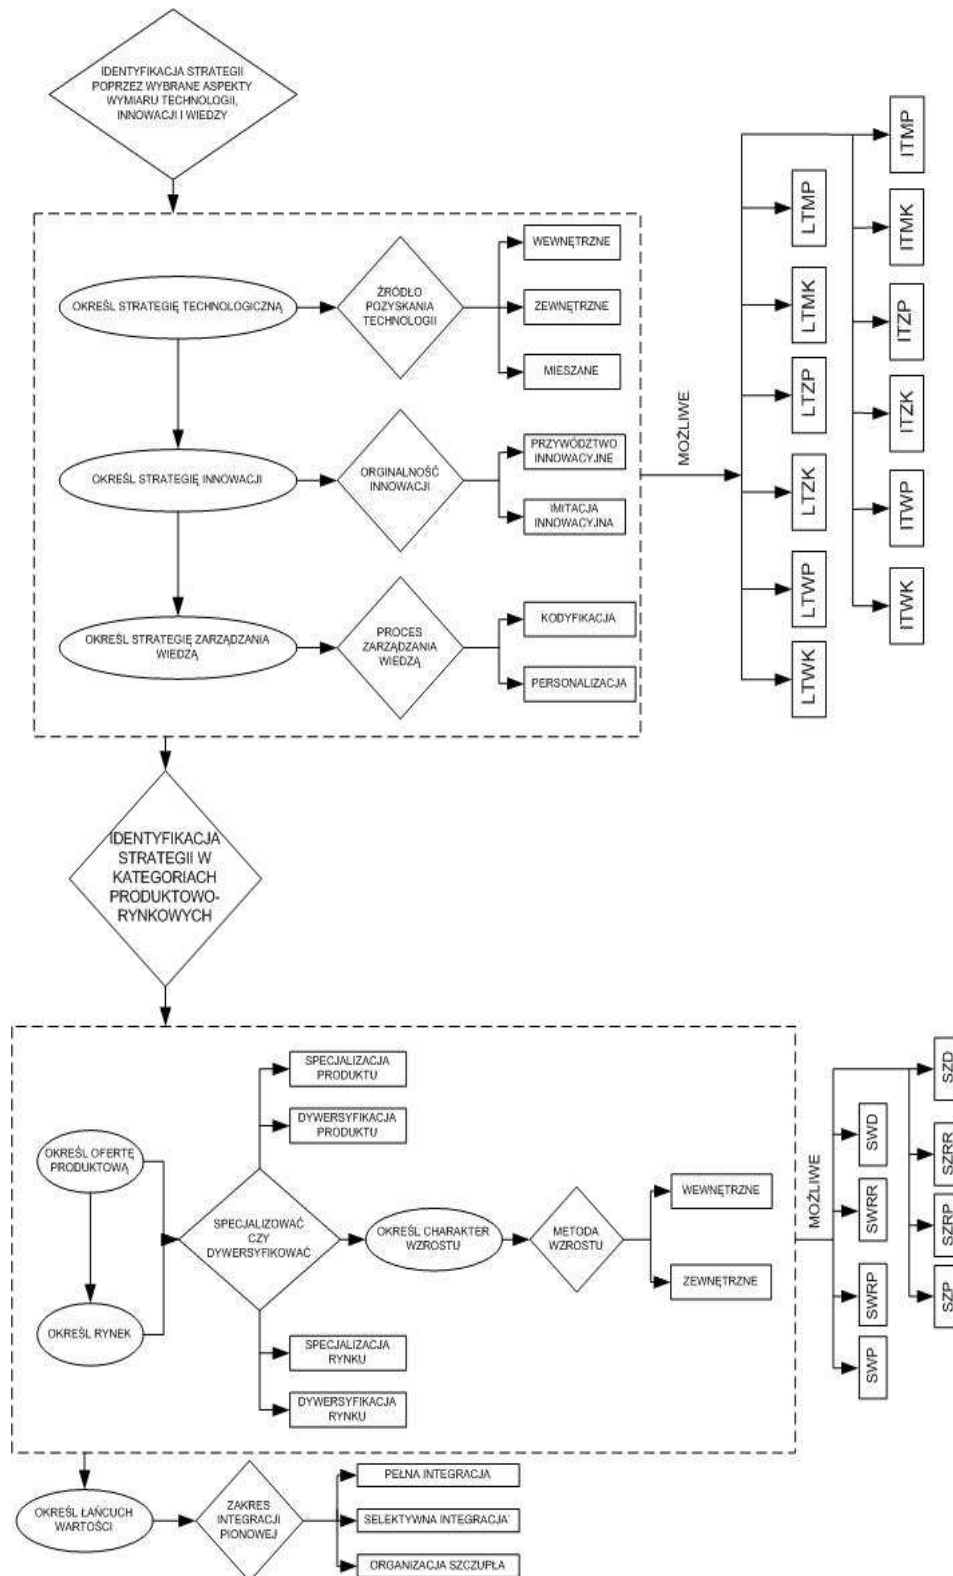 IDENTYFIKACJA STRATEGII
POPRZEZ WYBRANE ASPEKTY
WYMIARU TECHNOLOGII,
INNOWACJI I WIEDZY
OKREŚL STRATEGIĘ TECHNOLOGICZNĄ
ŹRÓDŁO
POZYSKANIA
TECHNOLOGII
WEWNĘTRZNE
ZEWNĘTRZNE
MIESZANE
OKREŚL STRATEGIĘ INNOWACJI
ORGINALNOŚĆ
INNOWACJI
PRZYWÓDZTWO
INNOWACYJNE
IMITACJA
INNOWACYJNA
OKREŚL STRATEGIĘ ZARZĄDZANIA
WIEDZĄ
PROCES
ZARZĄDZANIA
WIEDZĄ
KODYFIKACJA
PERSONALIZACJA
MOŻLIWE
LTMP
LTMK
LTZP
LTZK
LTWP
LTWK
ITMP
ITMK
ITZP
ITZK
ITWP
ITWK
IDENTYFIKACJA
STRATEGII W
KATEGORIACH
PRODUKTOWO-
RYNKOWYCH
OKREŚL OFERTĘ
PRODUKTOWĄ
OKREŚL RYNEK
SPECJALIZOWAĆ
CZY
DYWERSYFIKOWAĆ
SPECJALIZACJA
PRODUKTU
DYWERSYFIKACJA
PRODUKTU
SPECJALIZACJA
RYNKU
DYWERSYFIKACJA
RYNKU
OKREŚL CHARAKTER
WZROSTU
METODA
WZROSTU
WEWNĘTRZNE
ZEWNĘTRZNE
MOŻLIWE
SWD
SWRR
SWRP
SWP
SZD
SZRR
SZRP
SZP
OKREŚL ŁAŃCUCH
WARTOŚCI
ZAKRES
INTEGRACJI
PIONOWEJ
PEŁNA INTEGRACJA
SELEKTYWNA INTEGRACJA
ORGANIZACJA SZCZUPŁA